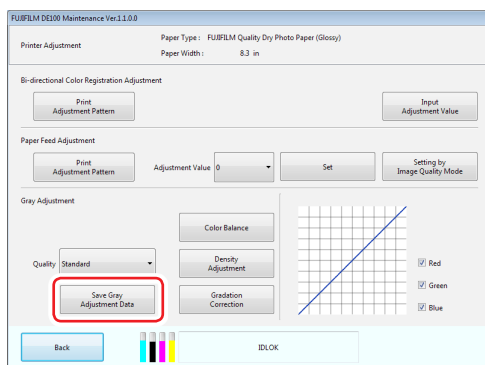 FUJIFILM DE100 Maintenance Ver.1.1.0.0
Printer Adjustment
Paper Type : FUJIFILM Quality Dry Photo Paper (Glossy)
Paper Width : 8.3 in
Bi-directional Color Registration Adjustment
Print
Adjustment Pattern
Input
Adjustment Value
Paper Feed Adjustment
Print
Adjustment Pattern
Adjustment Value 0
Set
Setting by
Image Quality Mode
Gray Adjustment
Color Balance
Quality Standard
Density
Adjustment
Save Gray
Adjustment Data
Gradation
Correction
Red
Green
Blue
Back
IDLOK